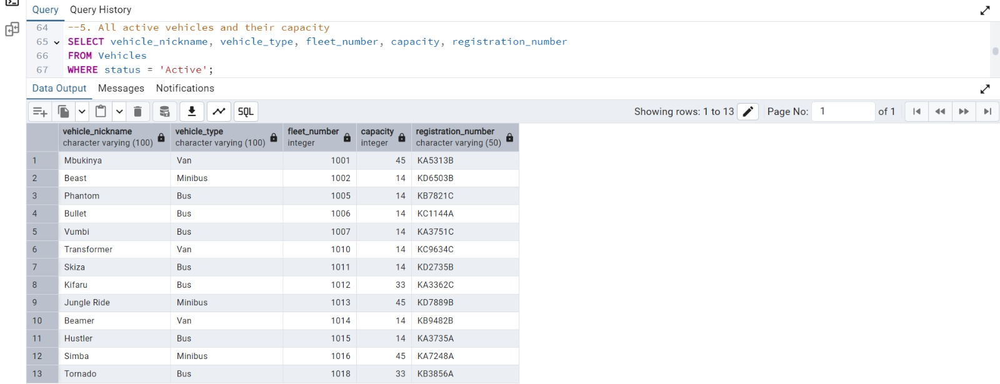 Query Query History
64 --5. All active vehicles and their capacity
65 SELECT vehicle_nickname, vehicle_type, fleet_number, capacity, registration_number
66 FROM Vehicles
67 WHERE status = 'Active';
Data Output Messages Notifications
SQL Showing rows: 1 to 13 Page No: 1 of 1
vehicle_nickname vehicle_type fleet_number capacity registration_number
character varying (100) character varying (100) integer integer character varying (50)
1 Mbukinya Van 1001 45 KA5313B
2 Beast Minibus 1002 14 KD6503B
3 Phantom Bus 1005 14 KB7821C
4 Bullet Bus 1006 14 KC1144A
5 Vumbi Bus 1007 14 KA3751C
6 Transformer Van 1010 14 KC9634C
7 Skiza Bus 1011 14 KD2735B
8 Kifaru Bus 1012 33 KA3362C
9 Jungle Ride Minibus 1013 45 KD7889B
10 Beamer Van 1014 14 KB9482B
11 Hustler Bus 1015 14 KA3735A
12 Simba Minibus 1016 45 KA7248A
13 Tornado Bus 1018 33 KB3856A